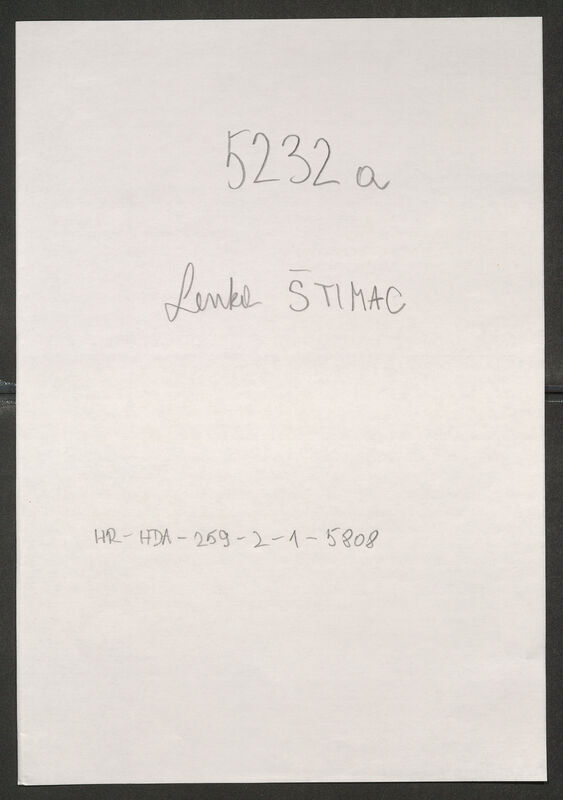 5232 a
Lenka ŠTIMAC
HR-HDA-259-2-1-5808